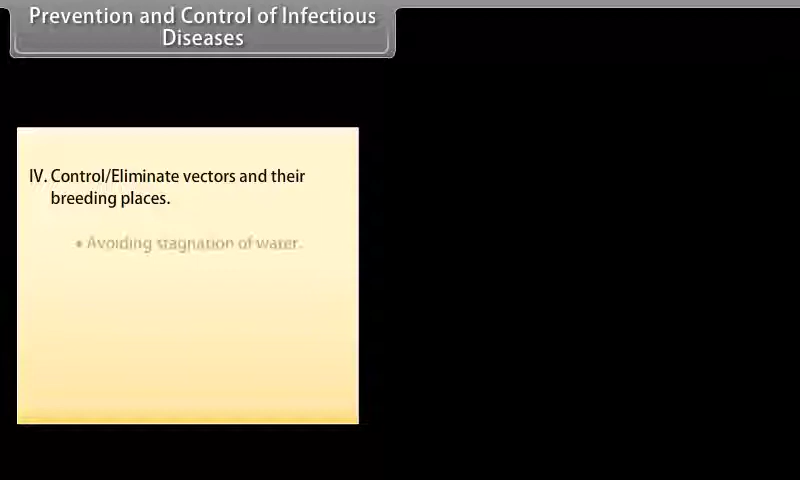 Prevention and Control of Infectious
Diseases
IV. Control/Eliminate vectors and their
breeding places.
• Avoiding stagnation of water.